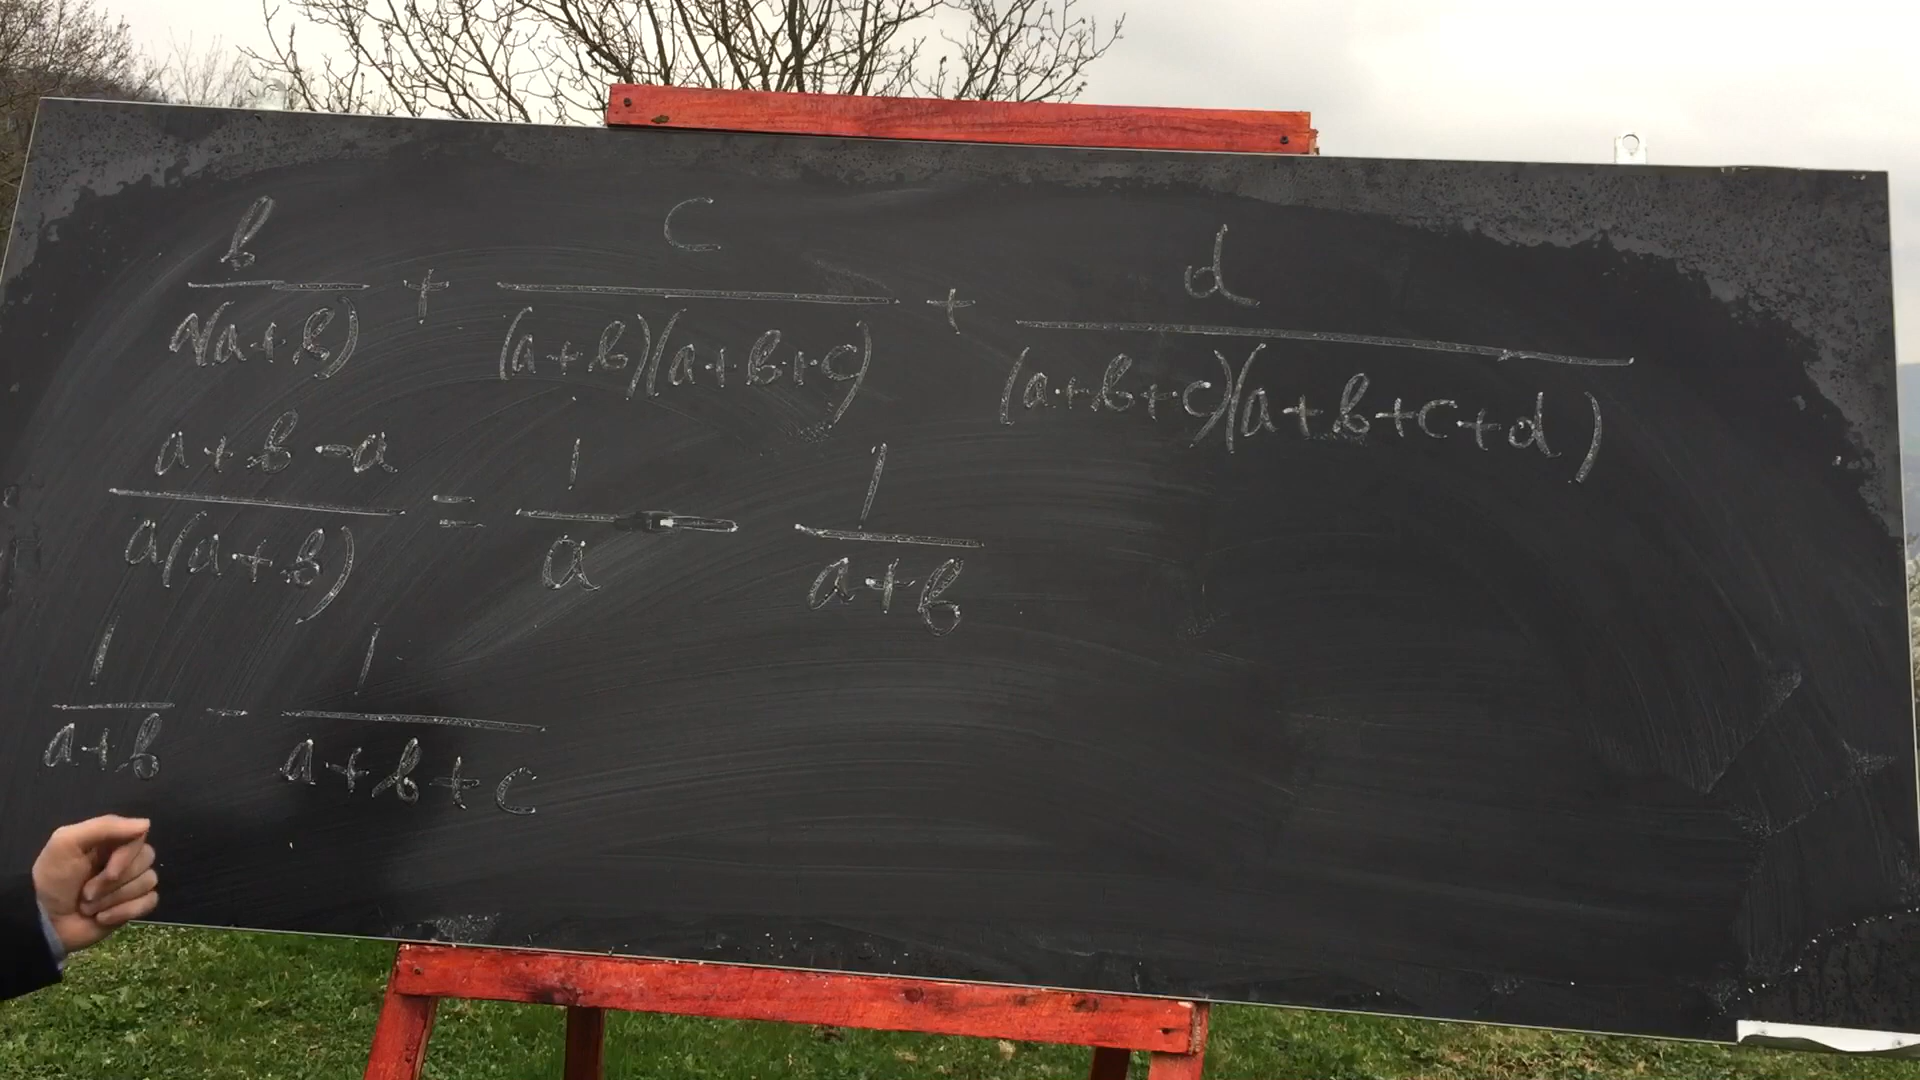 b/a(a+b) + c/(a+b)(a+b+c) + d/(a+b+c)(a+b+c+d)
a+b-a/a(a+b) = 1/a - 1/a+b
1/a+b - 1/a+b+c